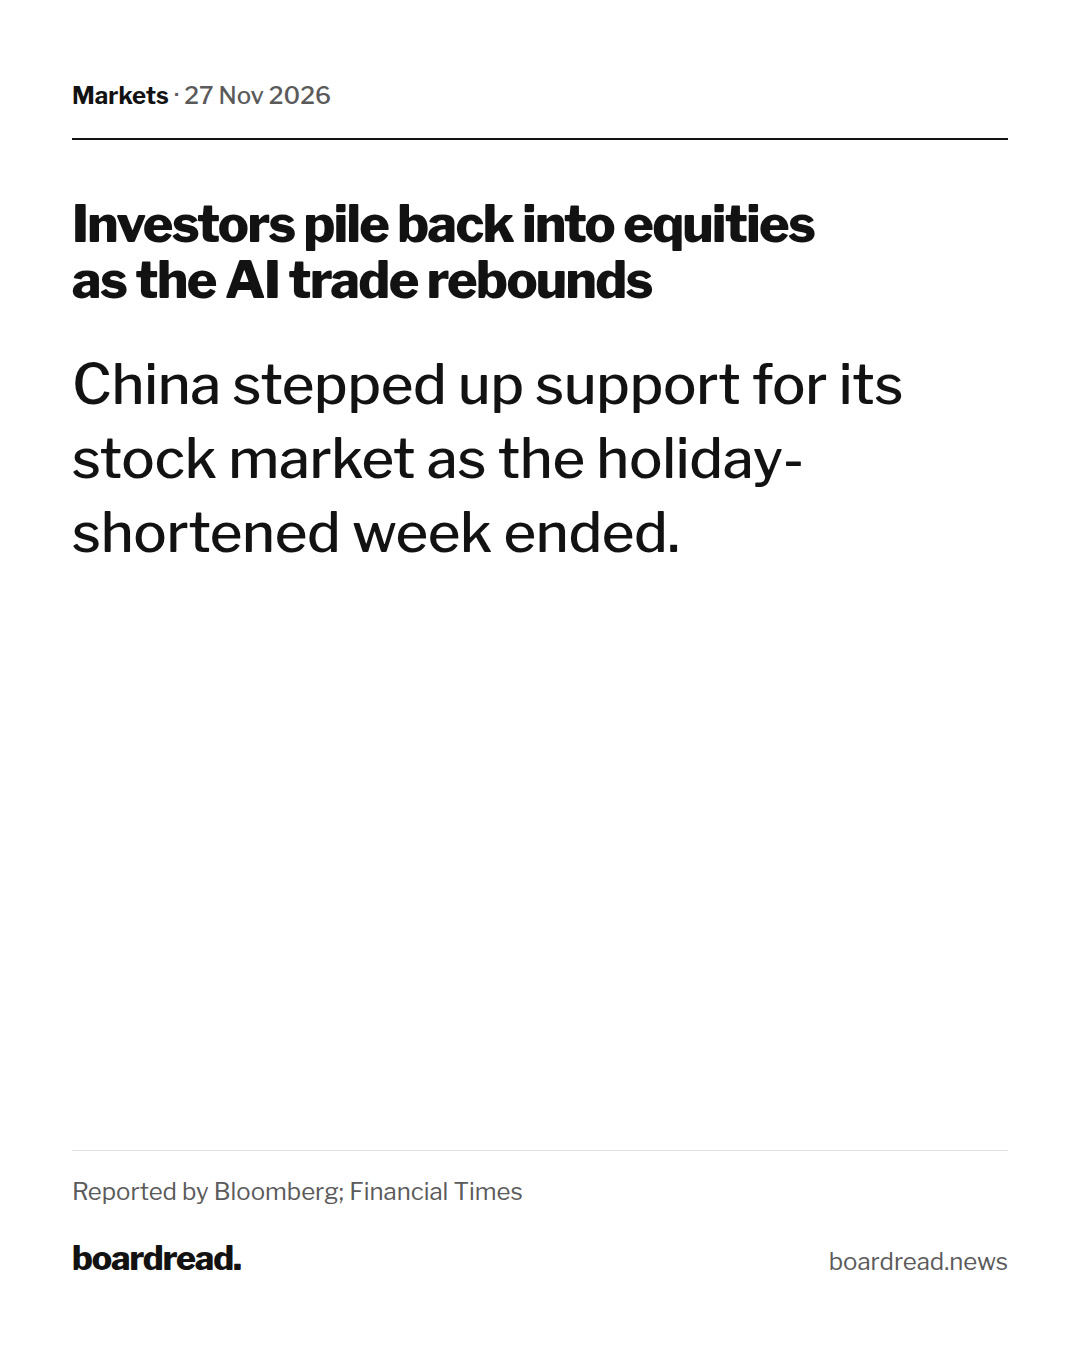 Markets · 27 Nov 2026
Investors pile back into equities
as the AI trade rebounds
China stepped up support for its
stock market as the holiday-
shortened week ended.
Reported by Bloomberg; Financial Times
boardread.
boardread.news